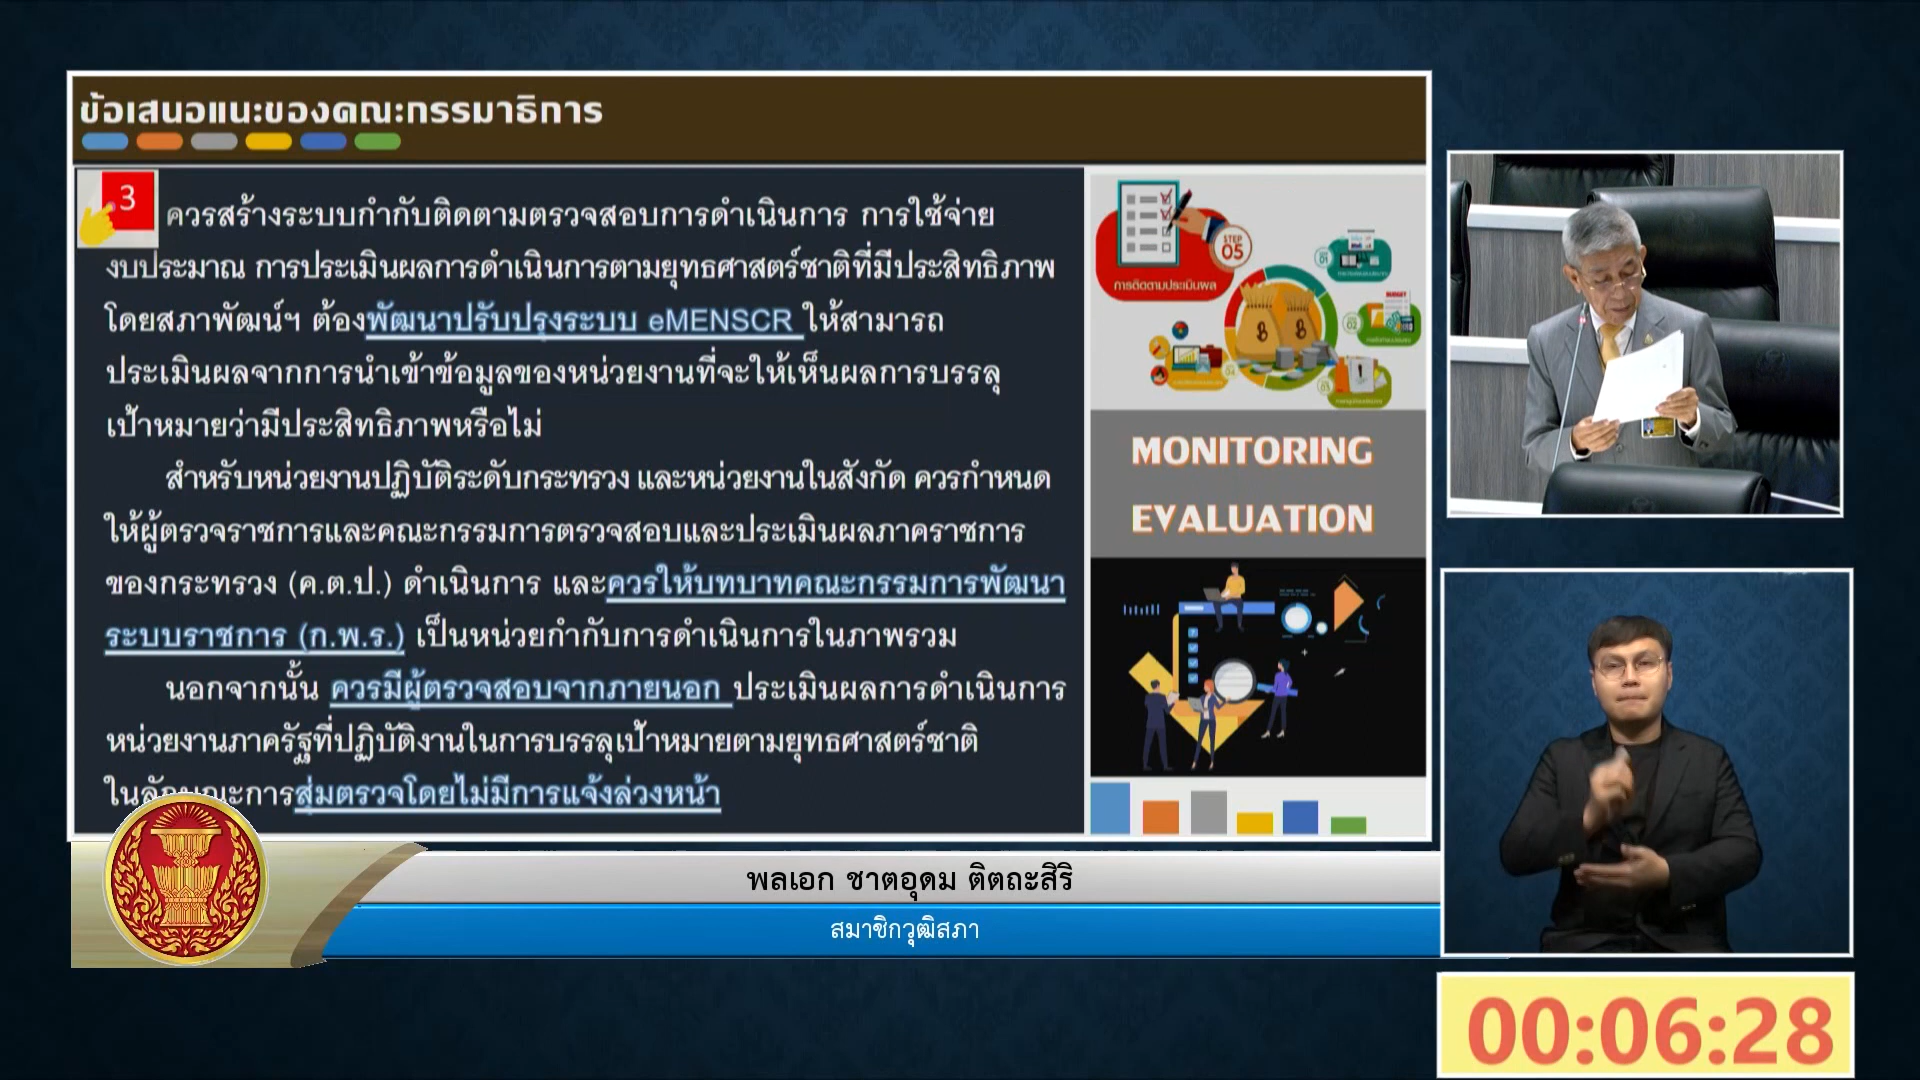 ข้อเสนอแนะของคณะกรรมาธิการ
3
ควรสร้างระบบกำกับติดตามตรวจสอบการดำเนินการ การใช้จ่าย
งบประมาณ การประเมินผลการดำเนินการตามยุทธศาสตร์ชาติที่มีประสิทธิภาพ
โดยสภาพัฒน์ฯ ต้องพัฒนาปรับปรุงระบบ eMENSCR ให้สามารถ
ประเมินผลจากการนำเข้าข้อมูลของหน่วยงานที่จะให้เห็นผลการบรรลุ
เป้าหมายว่ามีประสิทธิภาพหรือไม่
สำหรับหน่วยงานปฏิบัติระดับกระทรวง และหน่วยงานในสังกัด ควรกำหนด
ให้ผู้ตรวจราชการและคณะกรรมการตรวจสอบและประเมินผลภาคราชการ
ของกระทรวง (ค.ต.ป.) ดำเนินการ และควรให้บทบาทคณะกรรมการพัฒนา
ระบบราชการ (ก.พ.ร.) เป็นหน่วยกำกับการดำเนินการในภาพรวม
นอกจากนั้น ควรมีผู้ตรวจสอบจากภายนอก ประเมินผลการดำเนินการ
หน่วยงานภาครัฐที่ปฏิบัติงานในการบรรลุเป้าหมายตามยุทธศาสตร์ชาติ
ในลักษณะการสุ่มตรวจโดยไม่มีการแจ้งล่วงหน้า
STEP
05
การติดตามประเมินผล
BUDGET
MONITORING
EVALUATION
พลเอก ชาตอุดม ติตถะสิริ
สมาชิกวุฒิสภา
00:06:28